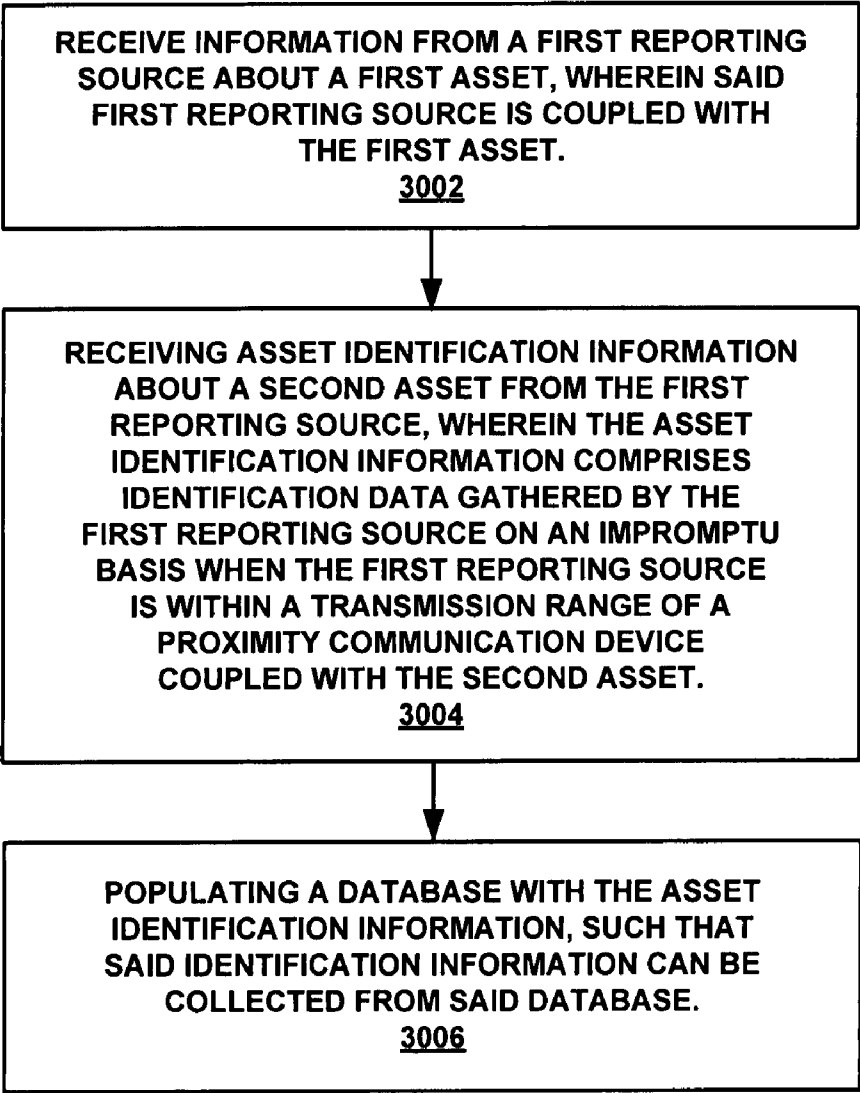 RECEIVE INFORMATION FROM A FIRST REPORTING
SOURCE ABOUT A FIRST ASSET, WHEREIN SAID
FIRST REPORTING SOURCE IS COUPLED WITH
THE FIRST ASSET.
3002
RECEIVING ASSET IDENTIFICATION INFORMATION
ABOUT A SECOND ASSET FROM THE FIRST
REPORTING SOURCE, WHEREIN THE ASSET
IDENTIFICATION INFORMATION COMPRISES
IDENTIFICATION DATA GATHERED BY THE
FIRST REPORTING SOURCE ON AN IMPROMPTU
BASIS WHEN THE FIRST REPORTING SOURCE
IS WITHIN A TRANSMISSION RANGE OF A
PROXIMITY COMMUNICATION DEVICE
COUPLED WITH THE SECOND ASSET.
3004
POPULATING A DATABASE WITH THE ASSET
IDENTIFICATION INFORMATION, SUCH THAT
SAID IDENTIFICATION INFORMATION CAN BE
COLLECTED FROM SAID DATABASE.
3006